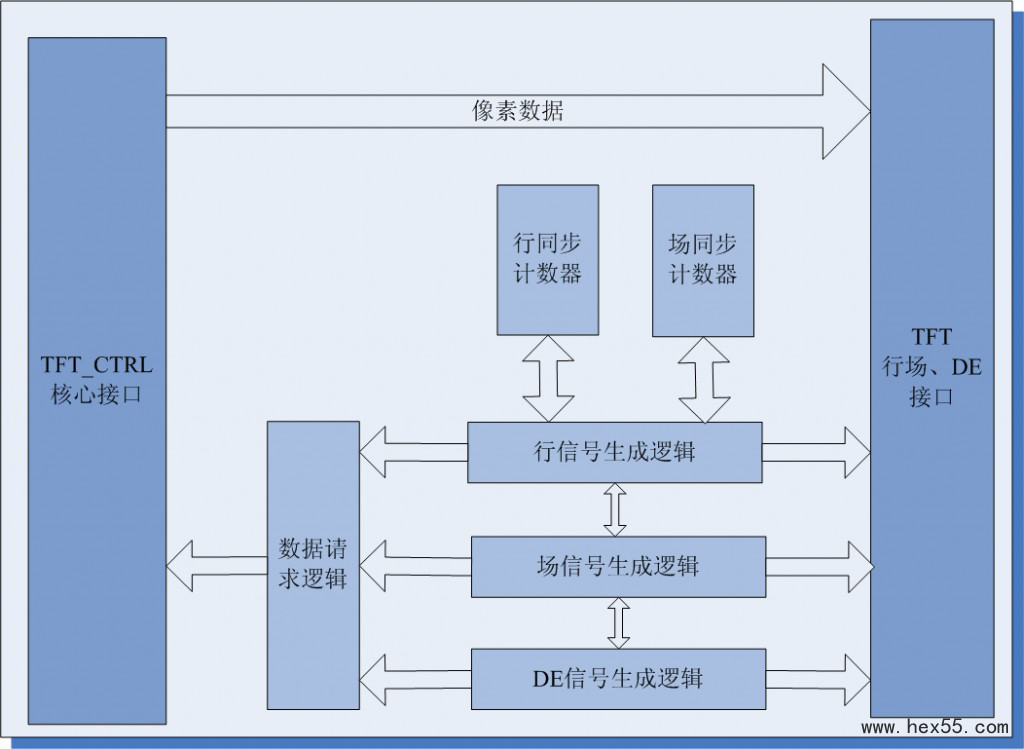 像素数据
行同步
计数器
场同步
计数器
TFT_CTRL
核心接口
TFT
行场、DE
接口
行信号生成逻辑
数据请
求逻辑
场信号生成逻辑
DE信号生成逻辑
www.hex55.com